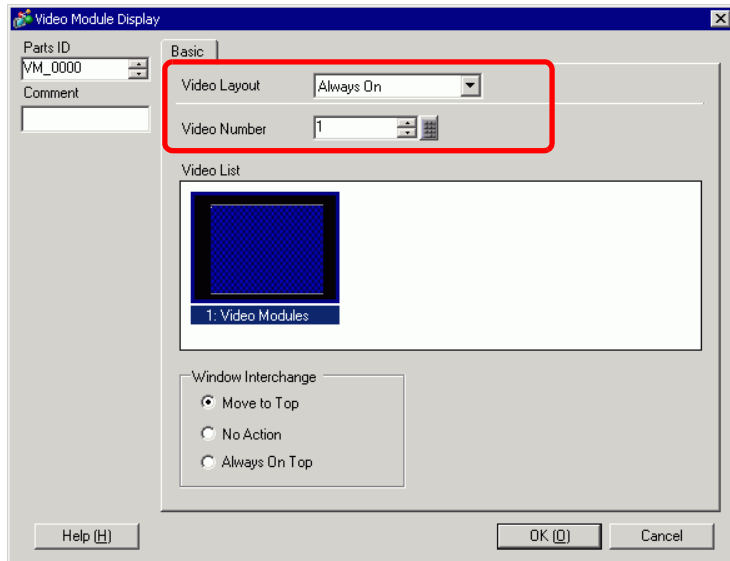 Video Module Display
Parts ID
VM_0000
Comment
Basic
Video Layout
Always On
Video Number
1
Video List
1: Video Modules
Window Interchange
Move to Top
No Action
Always On Top
Help (H)
OK (O)
Cancel